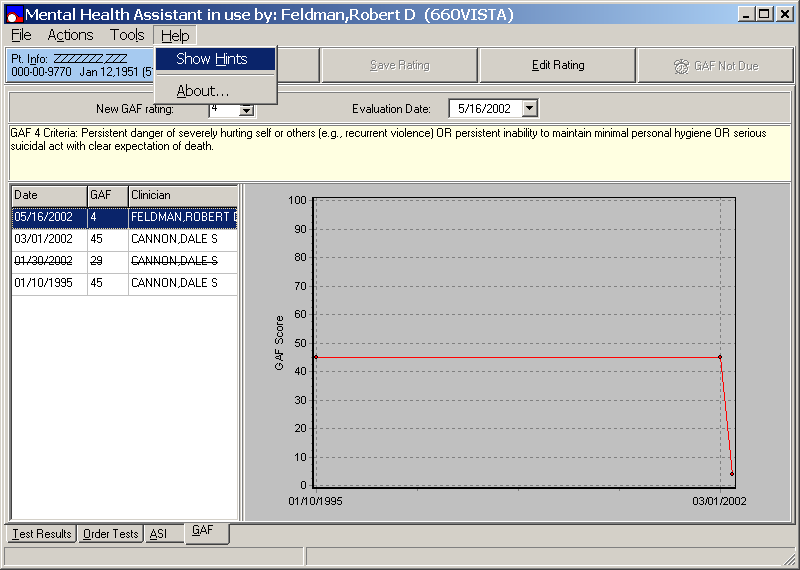 Mental Health Assistant in use by: Feldman,Robert D (660VISTA)
File Actions Tools Help
Show Hints
About...
Pt. Info: ZZZZZZZZ,ZZZ
000-00-9770 Jan 12,1951 (5
Save Rating
Edit Rating
GAF Not Due
New GAF rating: 4
Evaluation Date: 5/16/2002
GAF 4 Criteria: Persistent danger of severely hurting self or others (e.g., recurrent violence) OR persistent inability to maintain minimal personal hygiene OR serious
suicidal act with clear expectation of death.
Date GAF Clinician
05/16/2002 4 FELDMAN,ROBERT D
03/01/2002 45 CANNON,DALE S
01/30/2002 29 CANNON,DALE S
01/10/1995 45 CANNON,DALE S
GAF Score
100
90
80
70
60
50
40
30
20
10
0
01/10/1995 03/01/2002
Test Results Order Tests ASI GAF